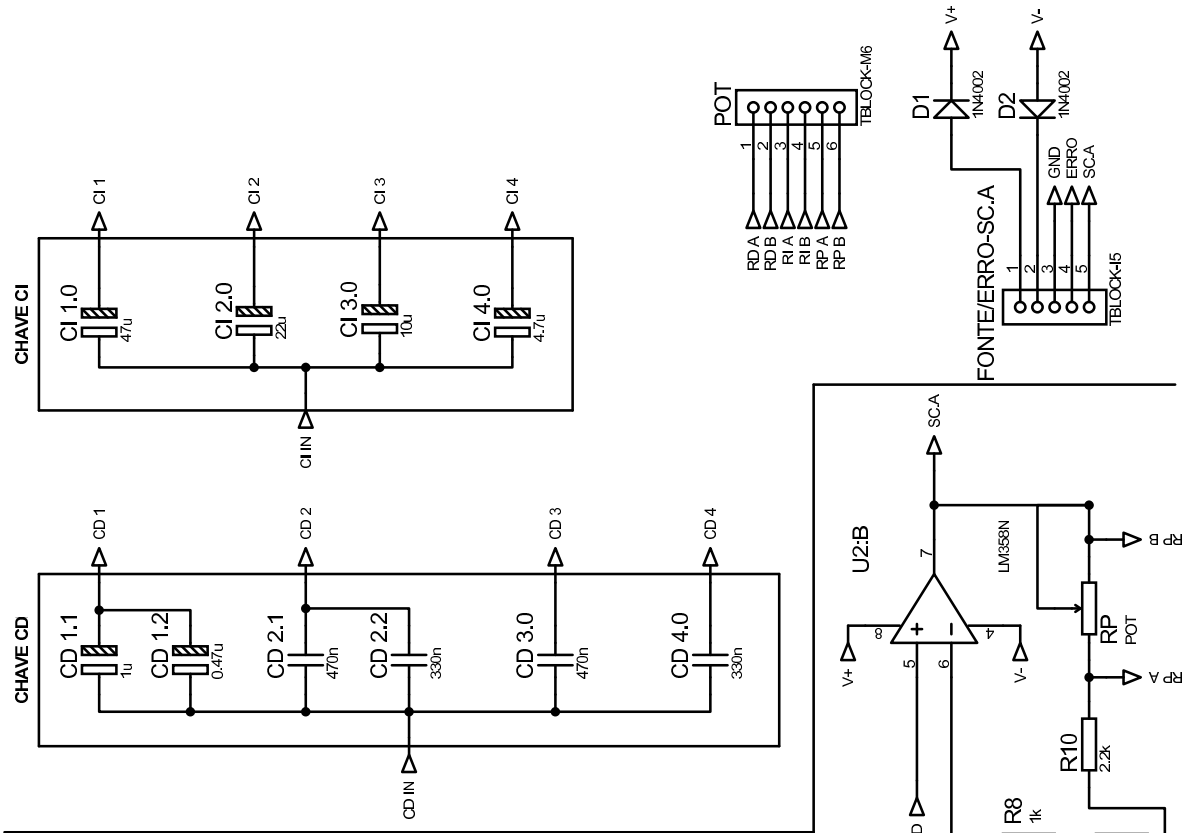 CHAVE CI
CI 1.0
47u
CI 1
CI 2.0
22u
CI 2
CI 3.0
10u
CI 3
CI 4.0
4.7u
CI 4
CI IN
CHAVE CD
CD 1.1
1u
CD 1
CD 1.2
0.47u
CD 2.1
470n
CD 2
CD 2.2
330n
CD 3.0
470n
CD 3
CD 4.0
330n
CD 4
CD IN
POT
TBLOCK-M6
1
2
3
4
5
6
RD A
RD B
RI A
RI B
RP A
RP B
V+
D1
1N4002
V-
D2
1N4002
FONTE/ERRO-SC.A
1
2
3
4
5
GND
ERRO
SC.A
TBLOCK-I5
SC.A
U2:B
7
LM358N
V+
8
5
6
4
V-
D
RP B
RP
POT
RP A
R10
2.2k
R8
1k